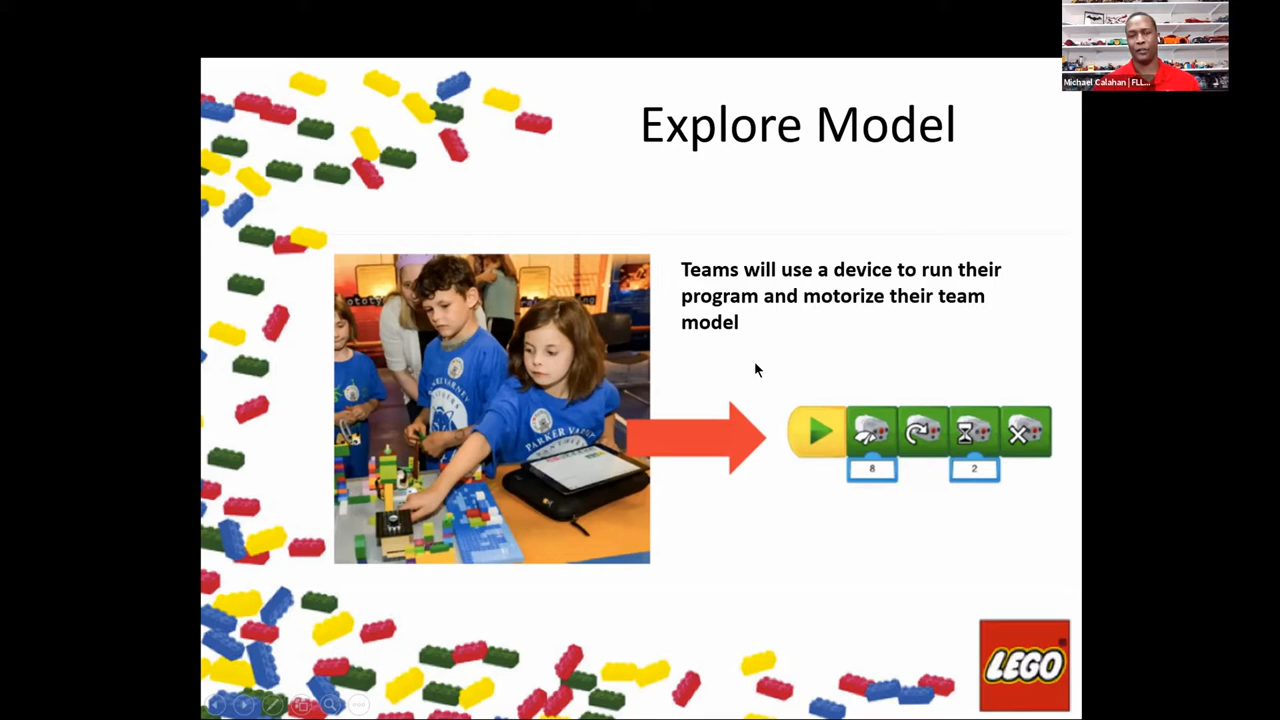 Michael Calahan | FLL...
Explore Model
Teams will use a device to run their
program and motorize their team
model
PARKER
8
2
LEGO